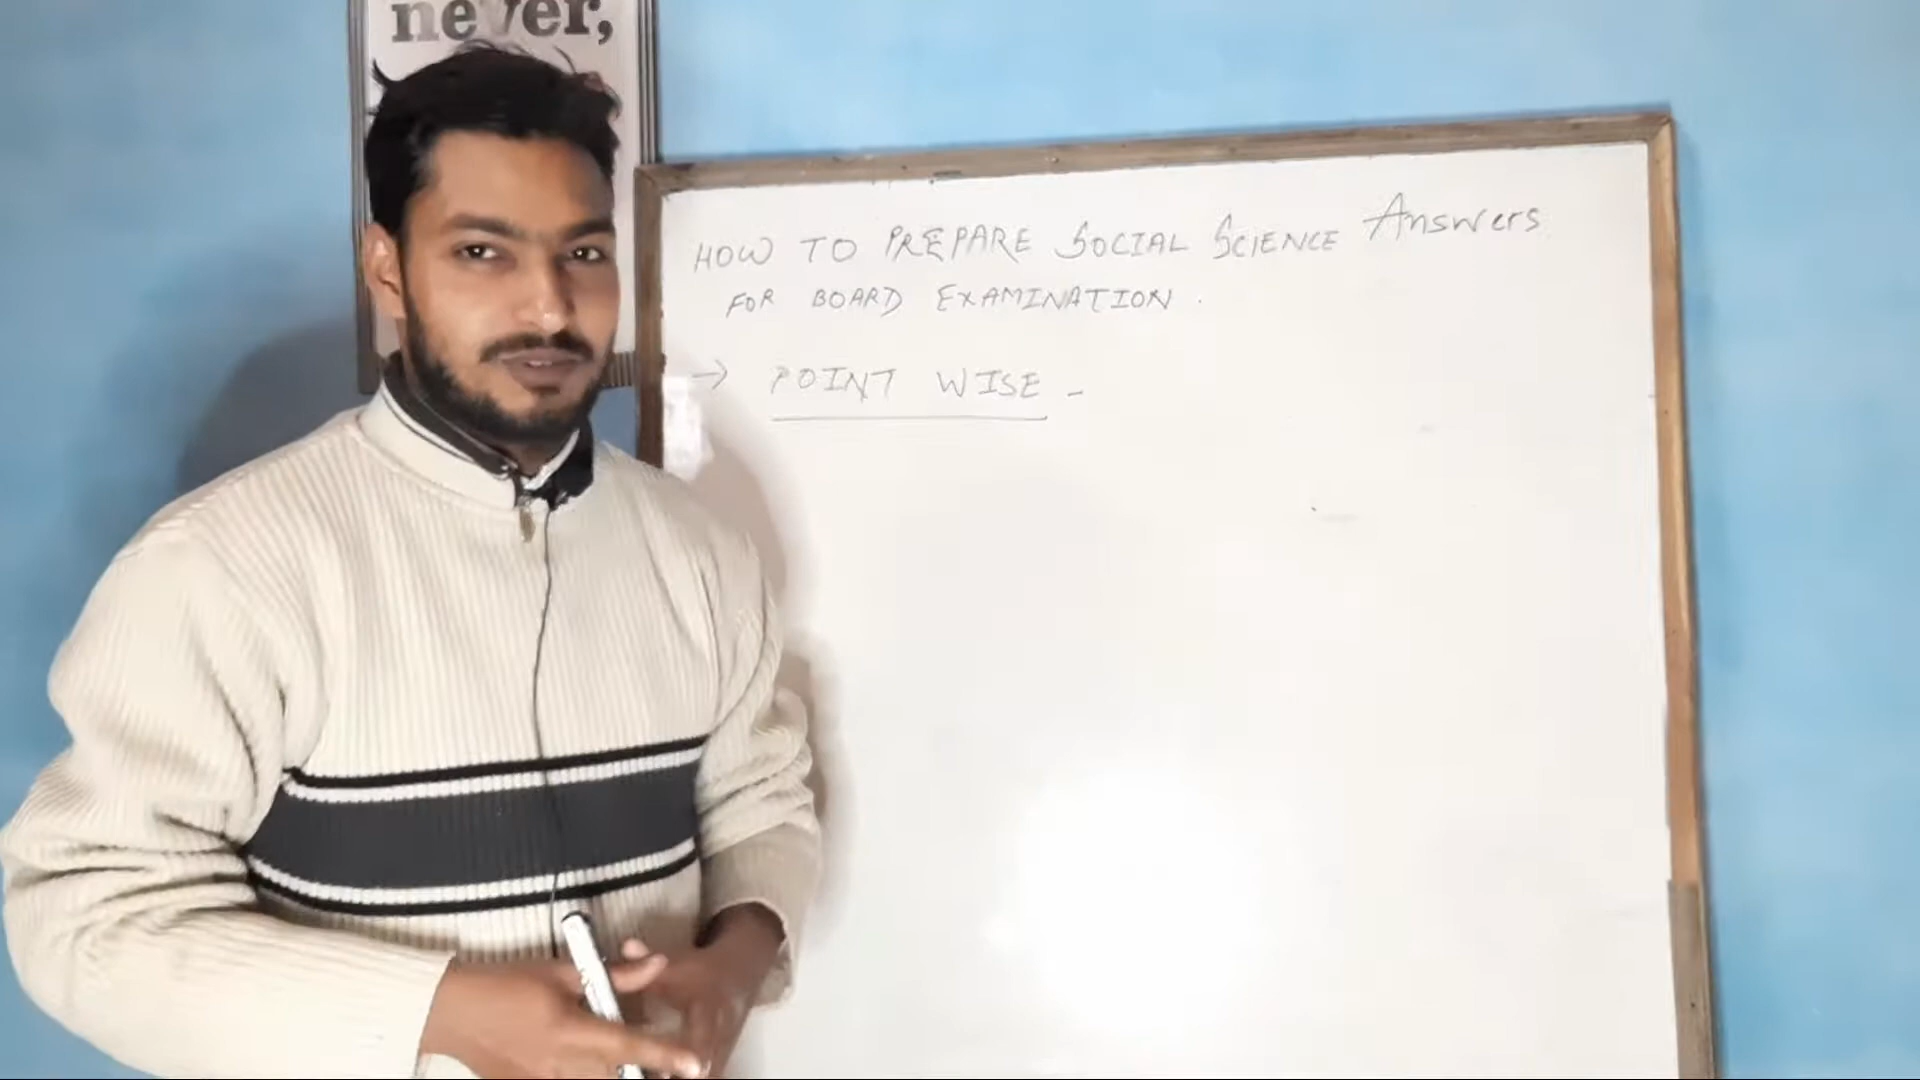 never,
HOW TO PREPARE SOCIAL SCIENCE Answers
FOR BOARD EXAMINATION.
→ POINT WISE -